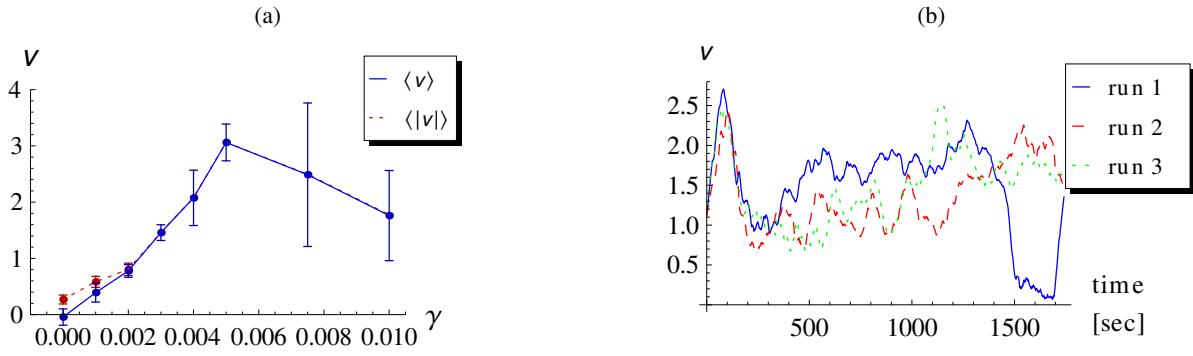 (a)
v
⟨v⟩
⟨|v|⟩
4
3
2
1
0
0.000 0.002 0.004 0.006 0.008 0.010 γ
(b)
v
run 1
run 2
run 3
2.5
2.0
1.5
1.0
0.5
500 1000 1500
time
[sec]